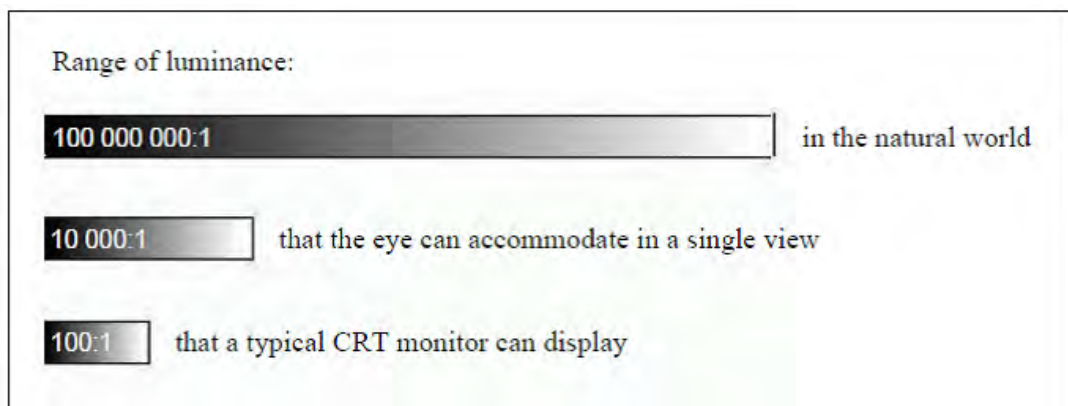 Range of luminance:
100 000 000:1 in the natural world
10 000:1 that the eye can accommodate in a single view
100:1 that a typical CRT monitor can display